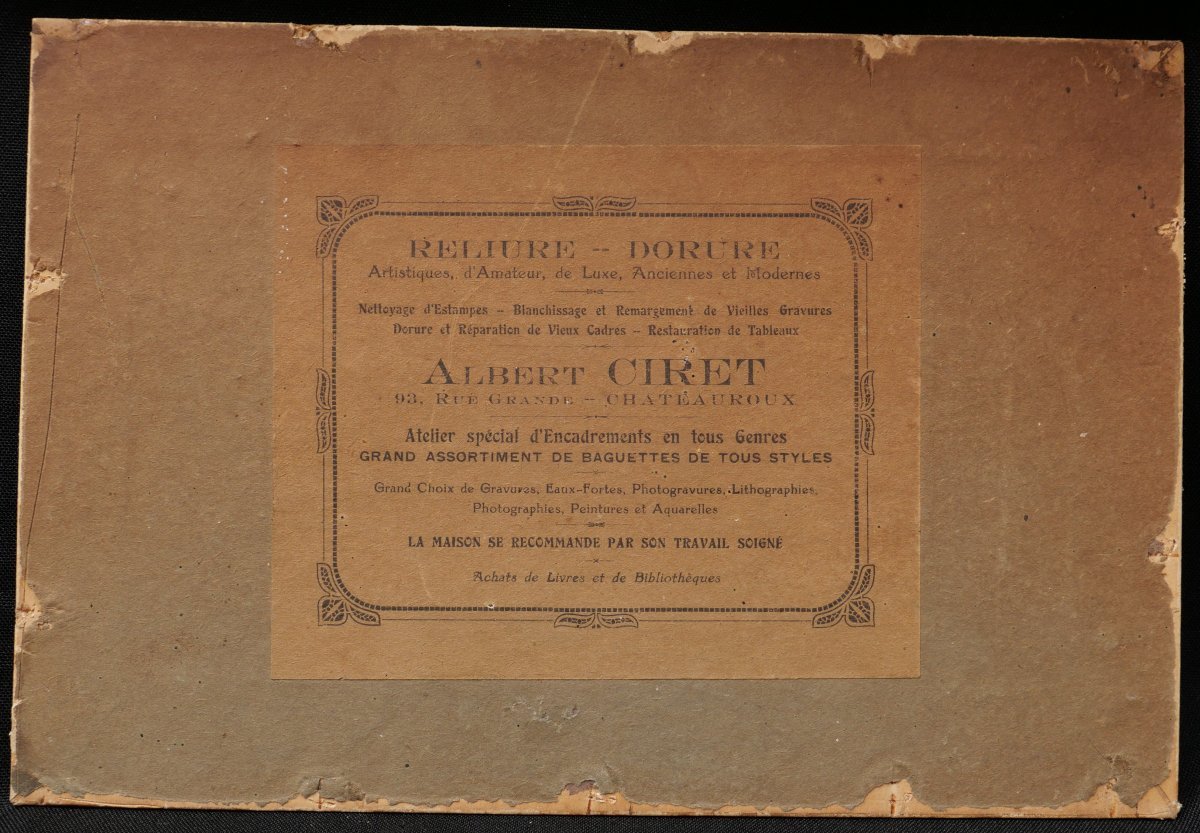 RELIURE -- DORURE
Artistiques, d'Amateur, de Luxe, Anciennes et Modernes
Nettoyage d'Estampes – Blanchissage et Remargement de Vieilles Gravures
Dorure et Réparation de Vieux Cadres – Restauration de Tableaux
ALBERT CIRET
93, RUE GRANDE – CHATEAUROUX
Atelier spécial d'Encadrements en tous Genres
GRAND ASSORTIMENT DE BAGUETTES DE TOUS STYLES
Grand Choix de Gravures, Eaux-Fortes, Photogravures, Lithographies,
Photographies, Peintures et Aquarelles
LA MAISON SE RECOMMANDE PAR SON TRAVAIL SOIGNÉ
Achats de Livres et de Bibliothèques